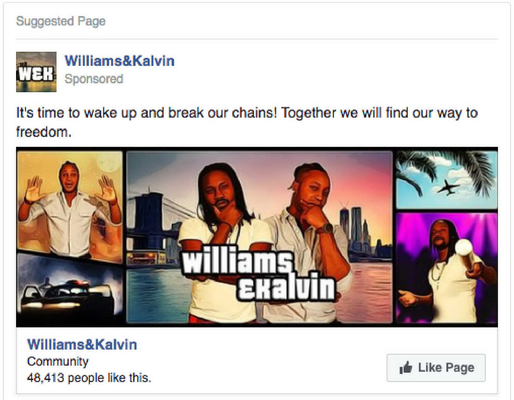 Suggested Page
W&K
Williams&Kalvin
Sponsored
It's time to wake up and break our chains! Together we will find our way to
freedom.
williams
&kalvin
Williams&Kalvin
Community
48,413 people like this.
Like Page